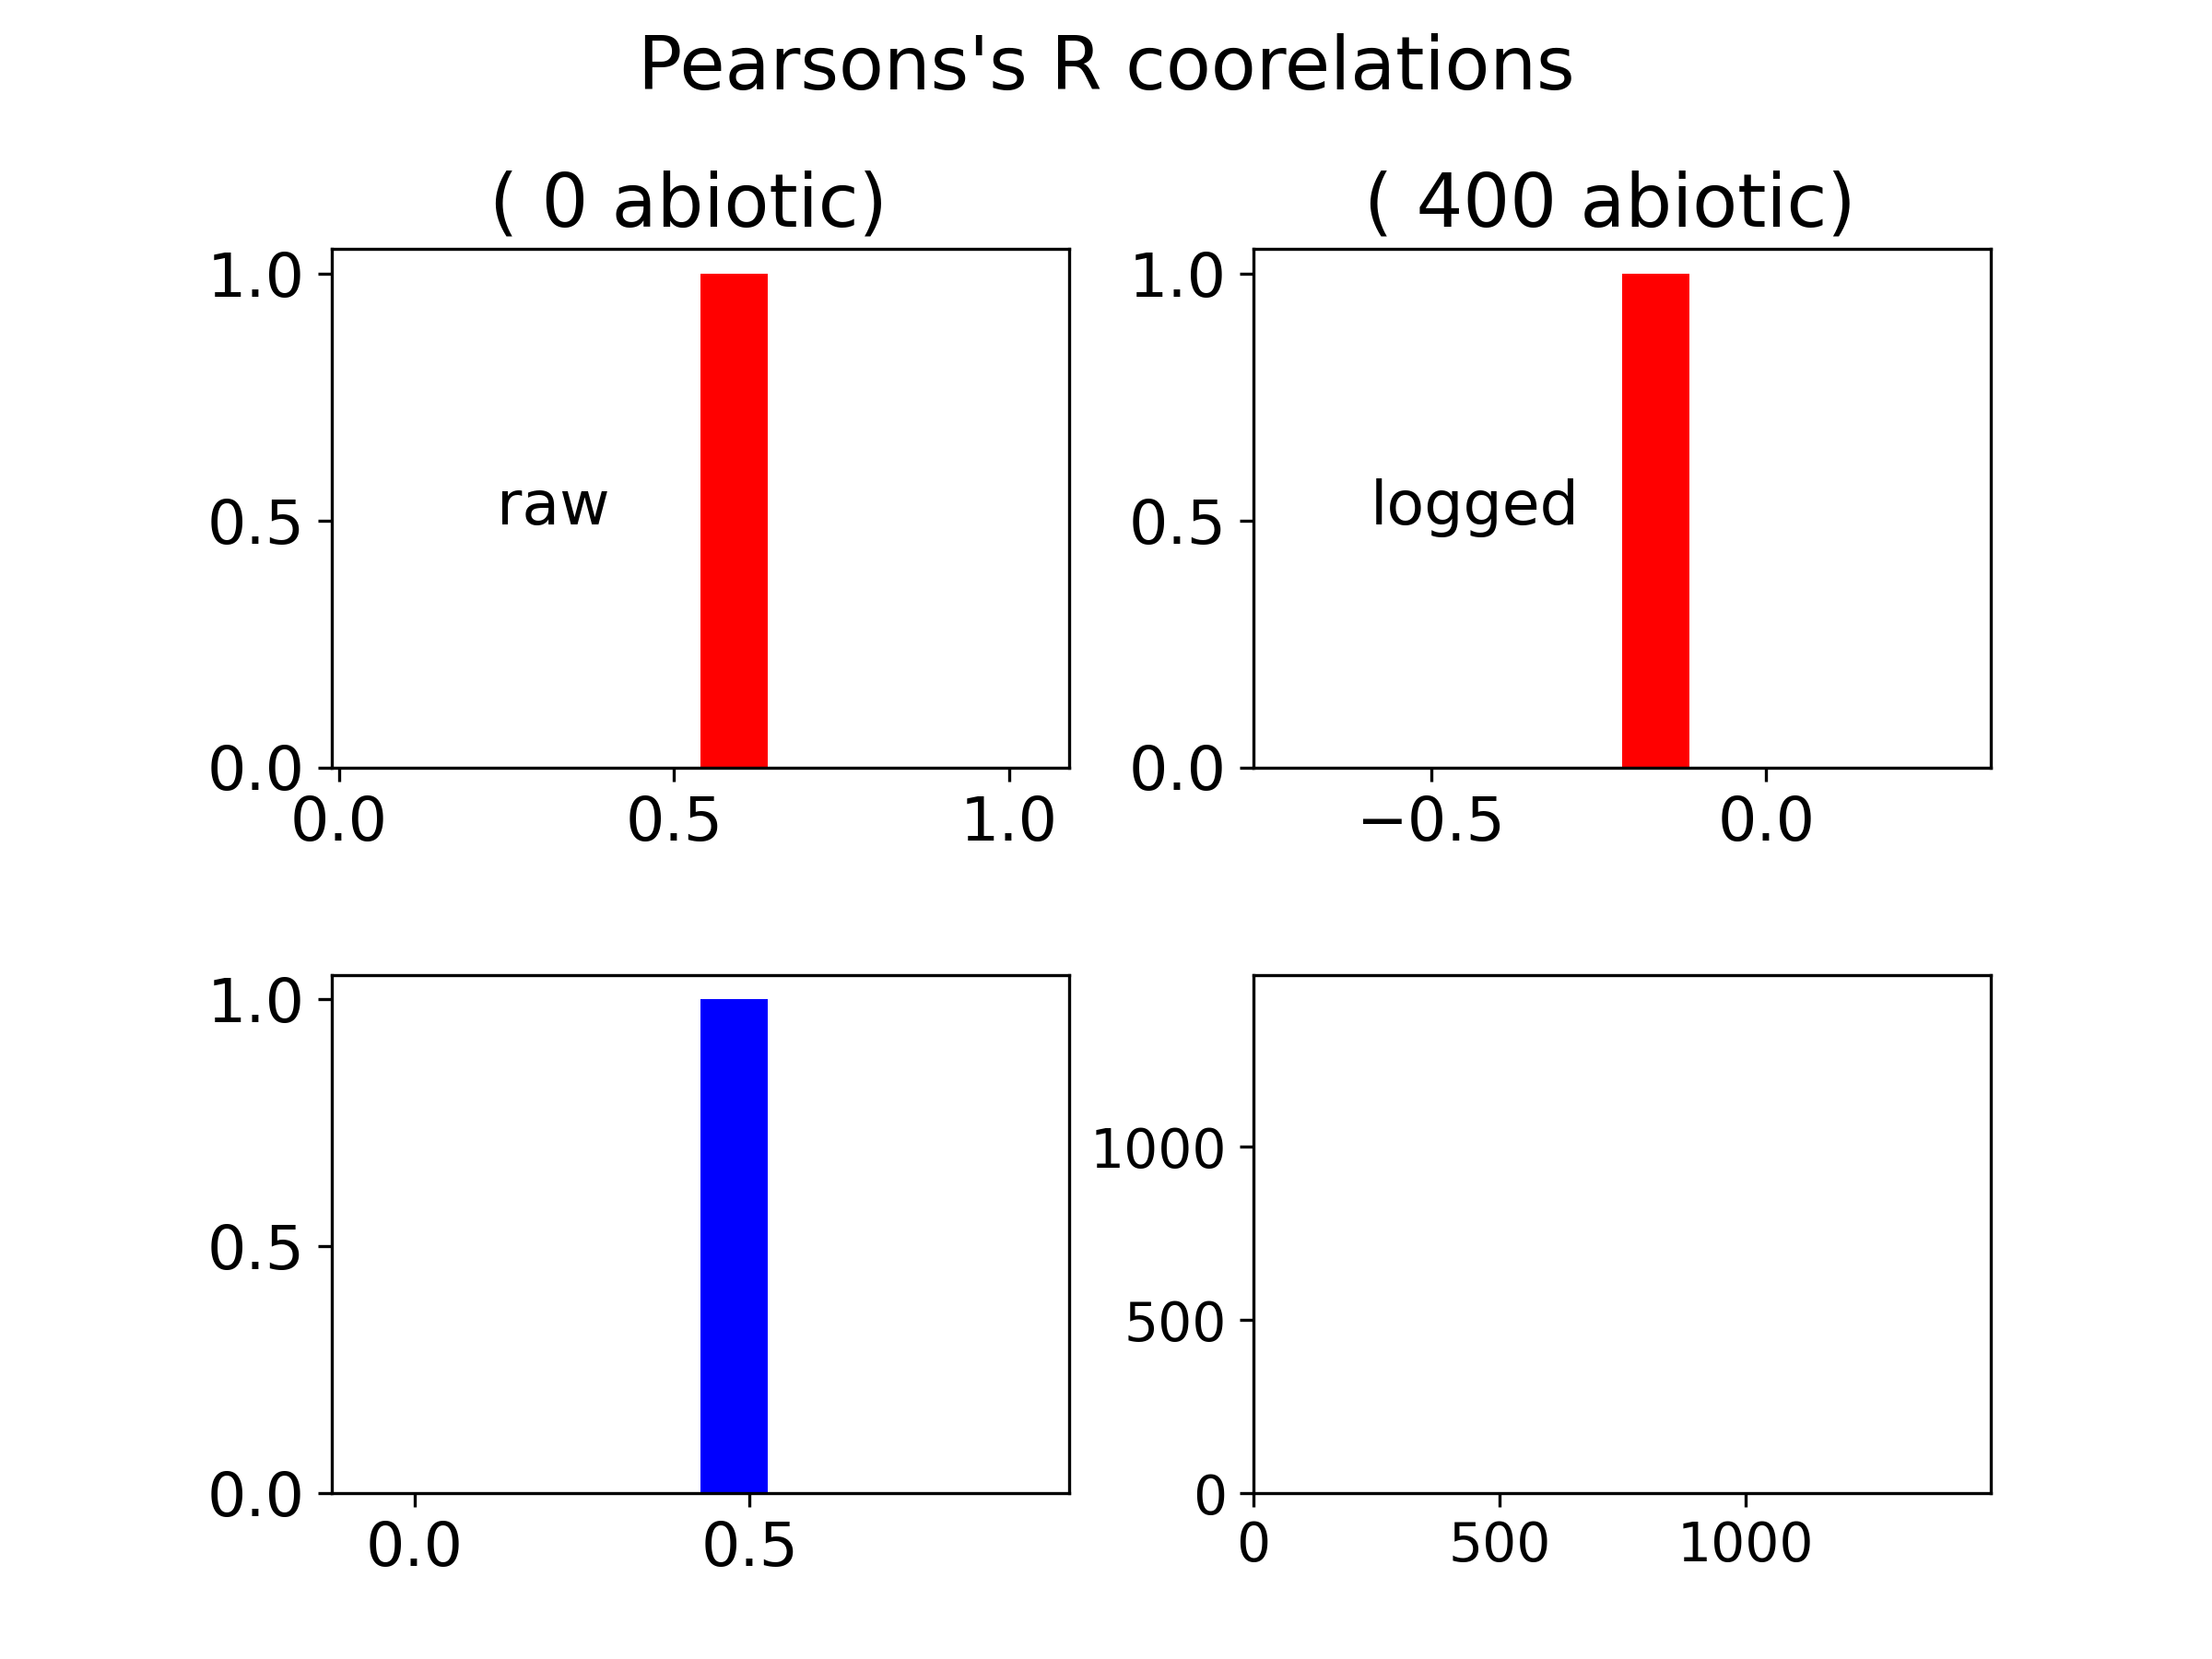 Pearsons's R coorelations
( 0 abiotic) ( 400 abiotic)
1.0 1.0
raw logged
0.5 0.5
0.0 0.0
0.0 0.5 1.0 −0.5 0.0
1.0
1000
0.5
500
0.0 0
0.0 0.5 0 500 1000